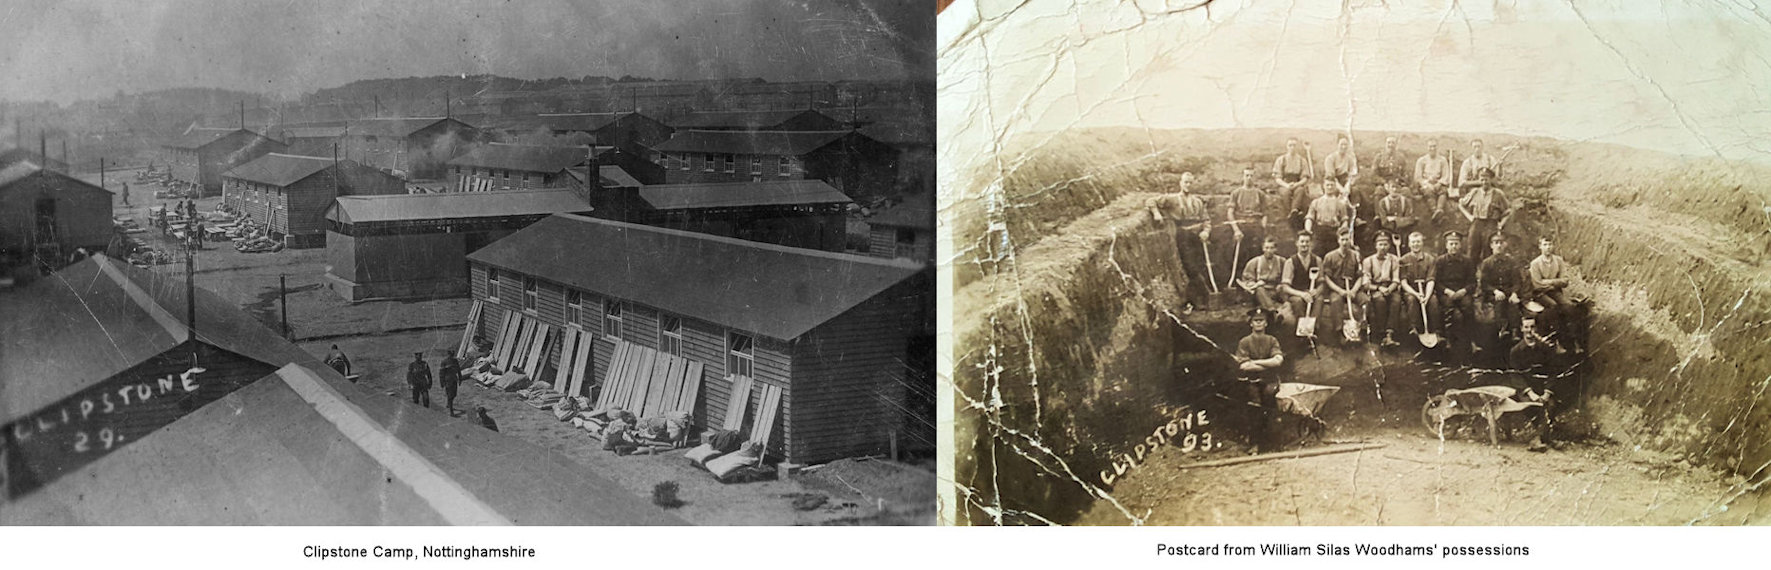 CLIPSTONE
29.
CLIPSTONE
93.
Clipstone Camp, Nottinghamshire
Postcard from William Silas Woodhams' possessions